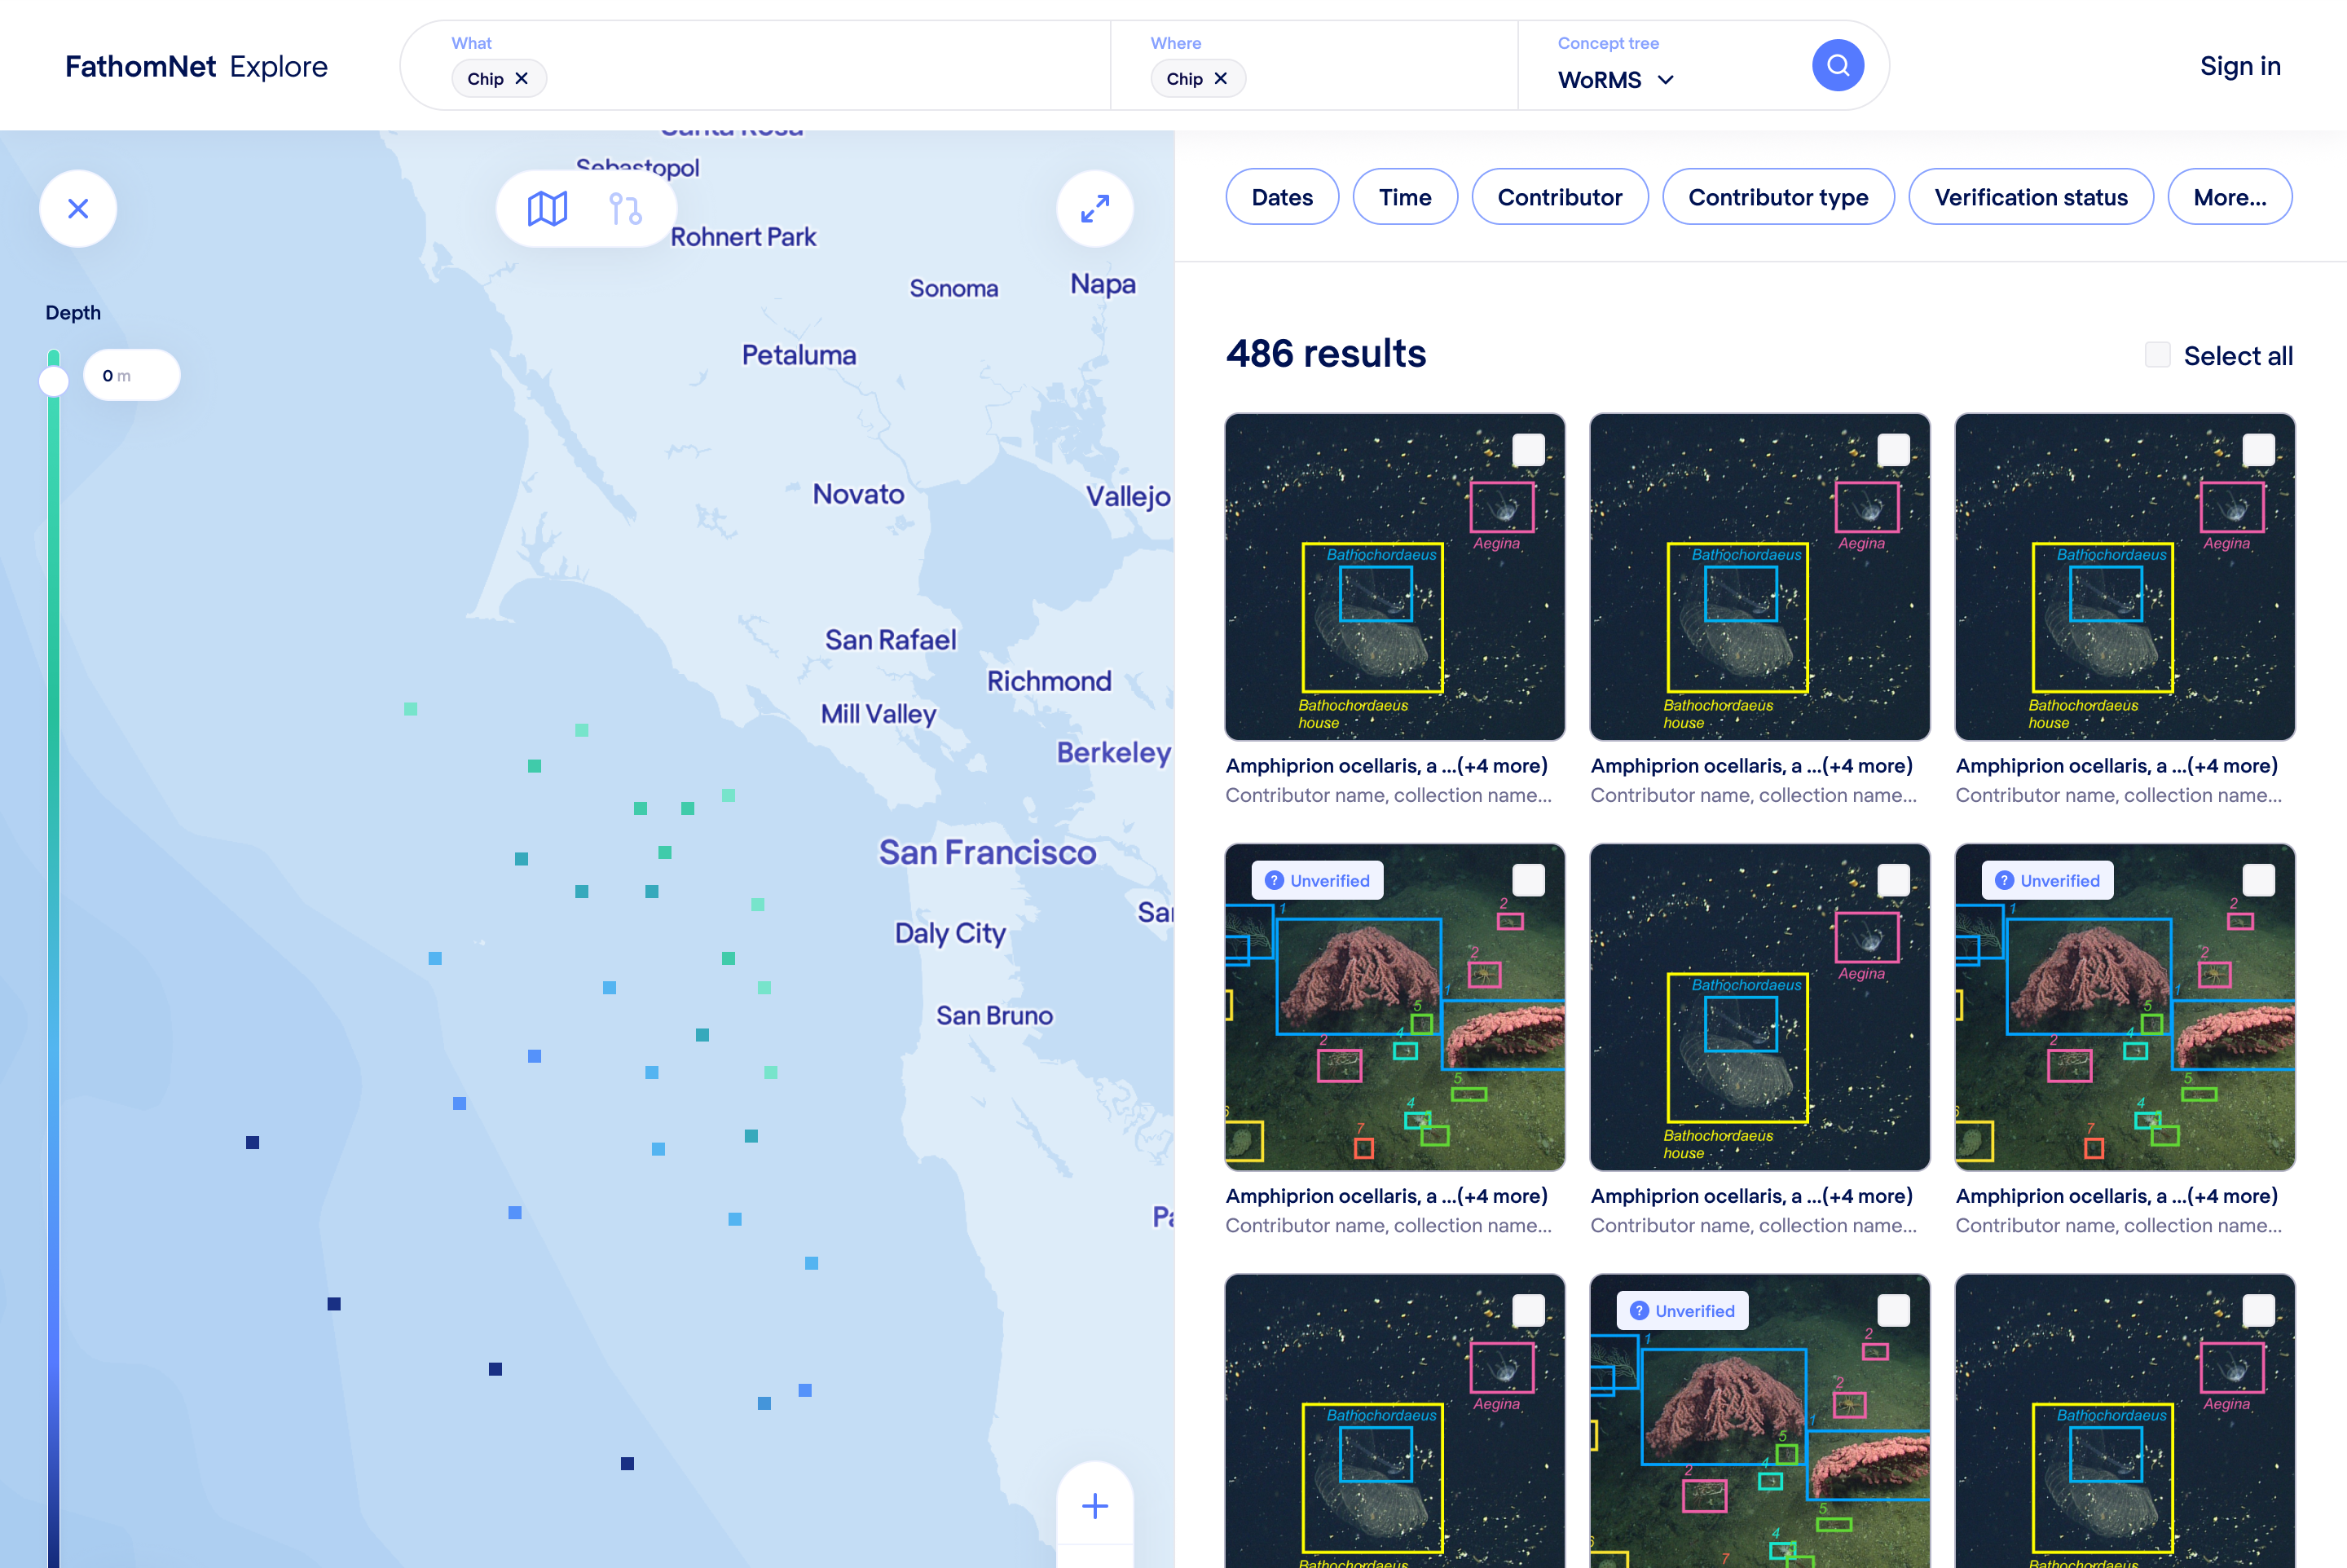 FathomNet Explore
What
Chip
Where
Chip
Concept tree
WoRMS
Sign in
Santa Rosa
Sebastopol
Rohnert Park
Sonoma
Napa
Petaluma
Novato
Vallejo
San Rafael
Richmond
Mill Valley
Berkeley
San Francisco
Daly City
San Bruno
Depth
0 m
Dates
Time
Contributor
Contributor type
Verification status
More...
486 results
Select all
Aegina
Bathochordaeus
Bathochordaeus
house
Amphiprion ocellaris, a ...(+4 more)
Contributor name, collection name...
Aegina
Bathochordaeus
Bathochordaeus
house
Amphiprion ocellaris, a ...(+4 more)
Contributor name, collection name...
Aegina
Bathochordaeus
Bathochordaeus
house
Amphiprion ocellaris, a ...(+4 more)
Contributor name, collection name...
? Unverified
1
2
2
1
5
4
2
5
4
6
7
Amphiprion ocellaris, a ...(+4 more)
Contributor name, collection name...
Aegina
Bathochordaeus
Bathochordaeus
house
Amphiprion ocellaris, a ...(+4 more)
Contributor name, collection name...
? Unverified
1
2
2
1
5
4
2
5
4
6
7
Amphiprion ocellaris, a ...(+4 more)
Contributor name, collection name...
Aegina
Bathochordaeus
Bathochordaeus
? Unverified
1
2
2
1
5
4
2
5
4
6
7
Aegina
Bathochordaeus
Bathochordaeus